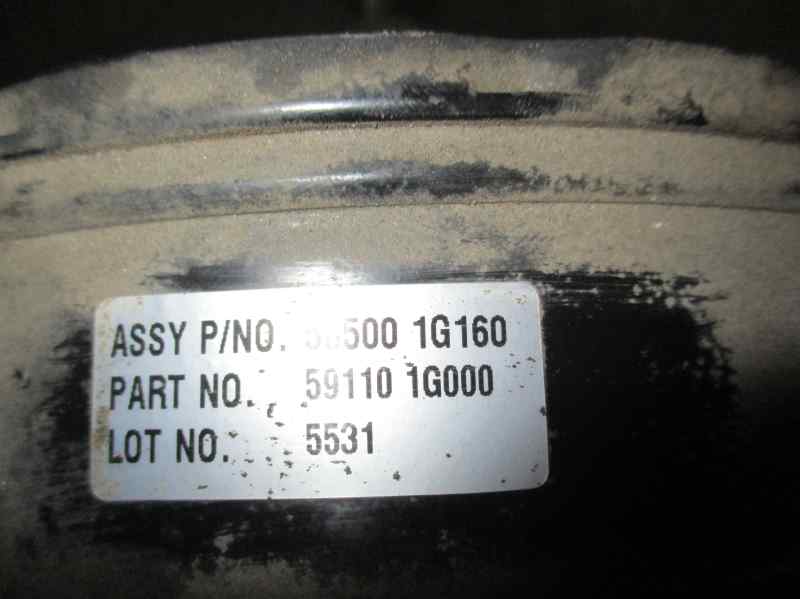 ASSY P/NO. 1G160
PART NO. 59110 1G000
LOT NO. 5531